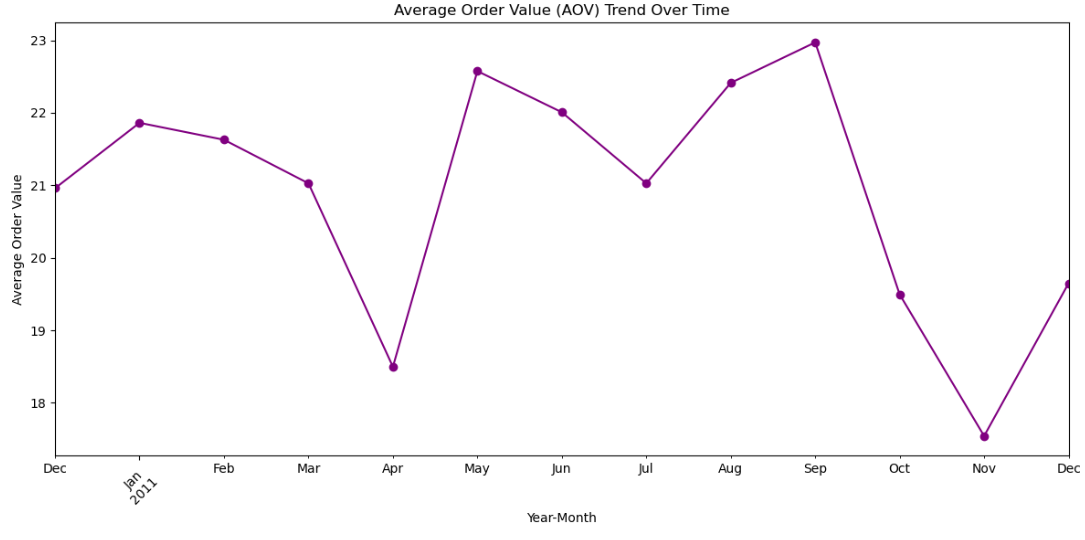 Average Order Value (AOV) Trend Over Time
Average Order Value
23
22
21
20
19
18
Dec
Jan
2011
Feb
Mar
Apr
May
Jun
Jul
Aug
Sep
Oct
Nov
Dec
Year-Month